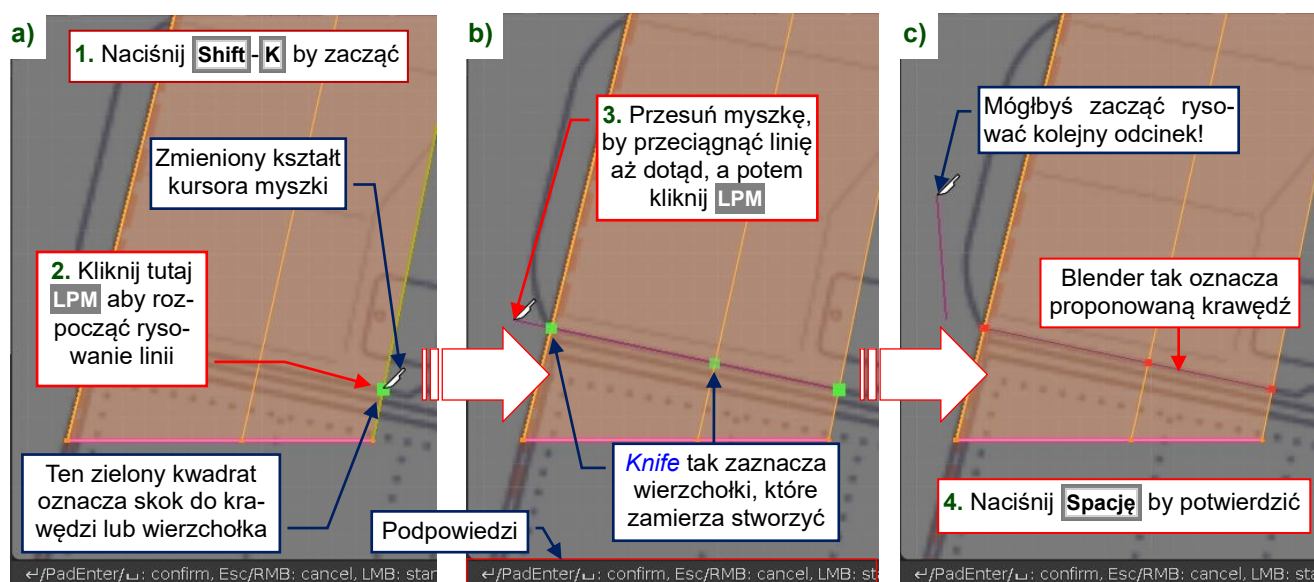 a)
1. Naciśnij Shift-K by zacząć
Zmieniony kształt
kursora myszki
2. Kliknij tutaj
LPM aby roz-
począć ryso-
wanie linii
Ten zielony kwadrat
oznacza skok do kra-
wędzi lub wierzchołka
b)
3. Przesuń myszkę,
by przeciągnąć linię
aż dotąd, a potem
kliknij LPM
Knife tak zaznacza
wierzchołki, które
zamierza stworzyć
Podpowiedzi
c)
Mógłbyś zacząć ryso-
wać kolejny odcinek!
Blender tak oznacza
proponowaną krawędź
4. Naciśnij Spację by potwierdzić
↵/PadEnter/⎵: confirm, Esc/RMB: cancel, LMB: star
↵/PadEnter/⎵: confirm, Esc/RMB: cancel, LMB: st
↵/PadEnter/⎵: confirm, Esc/RMB: cancel, LMB: sta